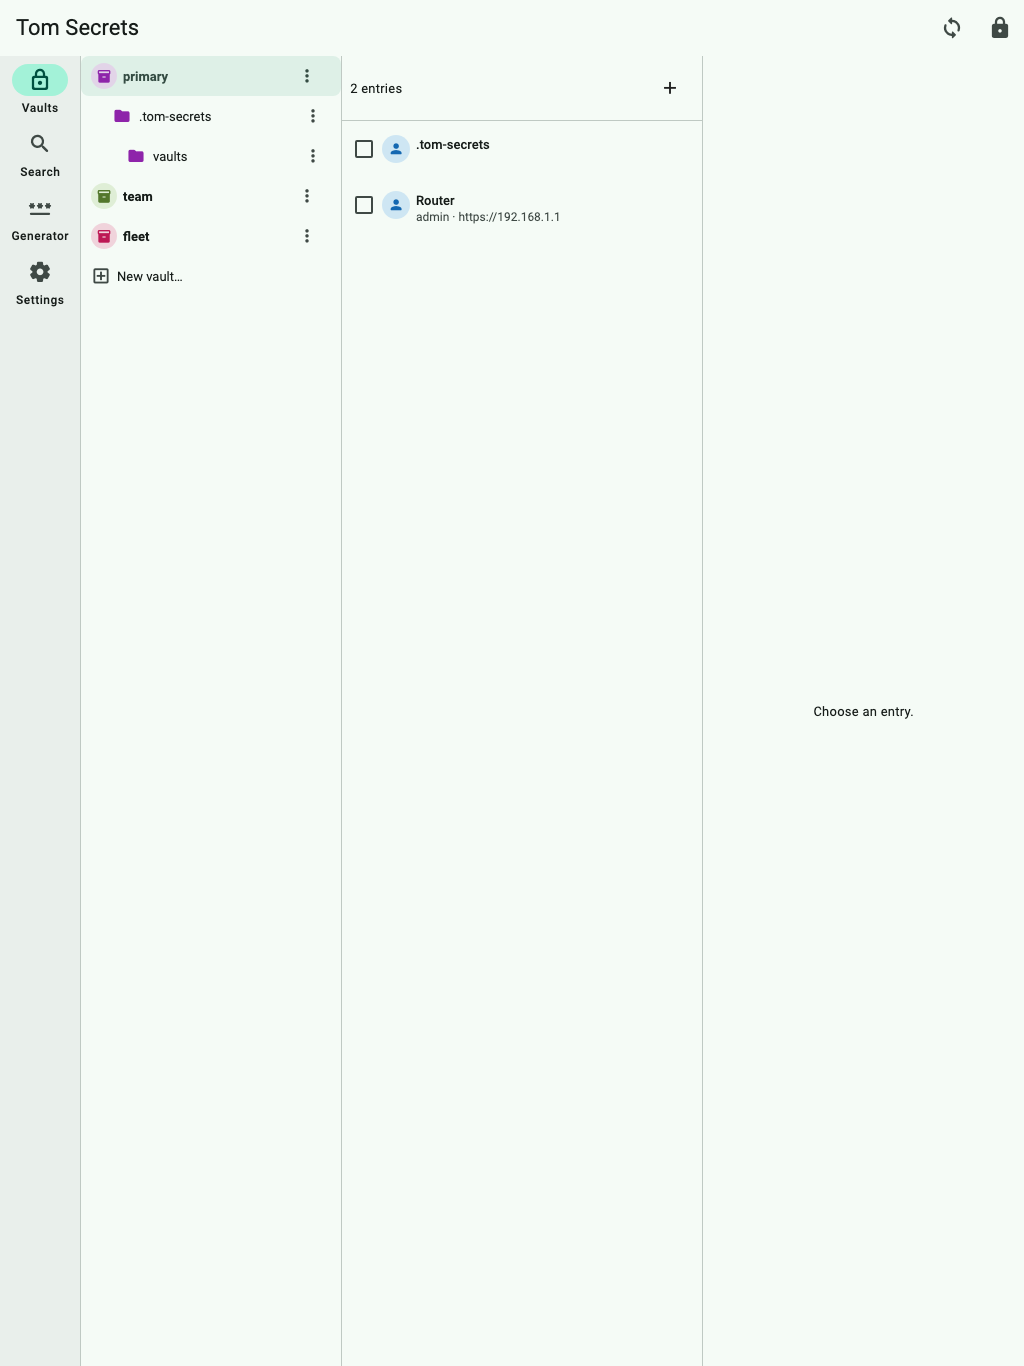 Tom Secrets
Vaults
Search
Generator
Settings
primary
.tom-secrets
vaults
team
fleet
New vault…
2 entries
.tom-secrets
Router
admin · https://192.168.1.1
Choose an entry.